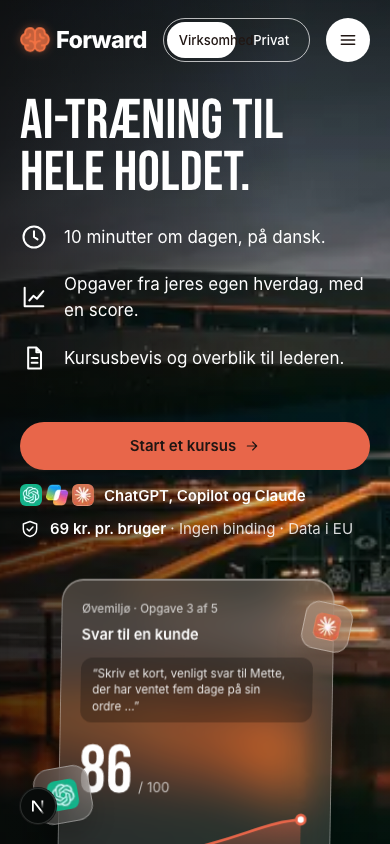 Forward
Virksomhed
Privat
AI-TRÆNING TIL
HELE HOLDET.
10 minutter om dagen, på dansk.
Opgaver fra jeres egen hverdag, med
en score.
Kursusbevis og overblik til lederen.
Start et kursus →
ChatGPT, Copilot og Claude
69 kr. pr. bruger · Ingen binding · Data i EU
Øvemiljø · Opgave 3 af 5
Svar til en kunde
“Skriv et kort, venligt svar til Mette,
der har ventet fem dage på sin
ordre …”
86 / 100
N